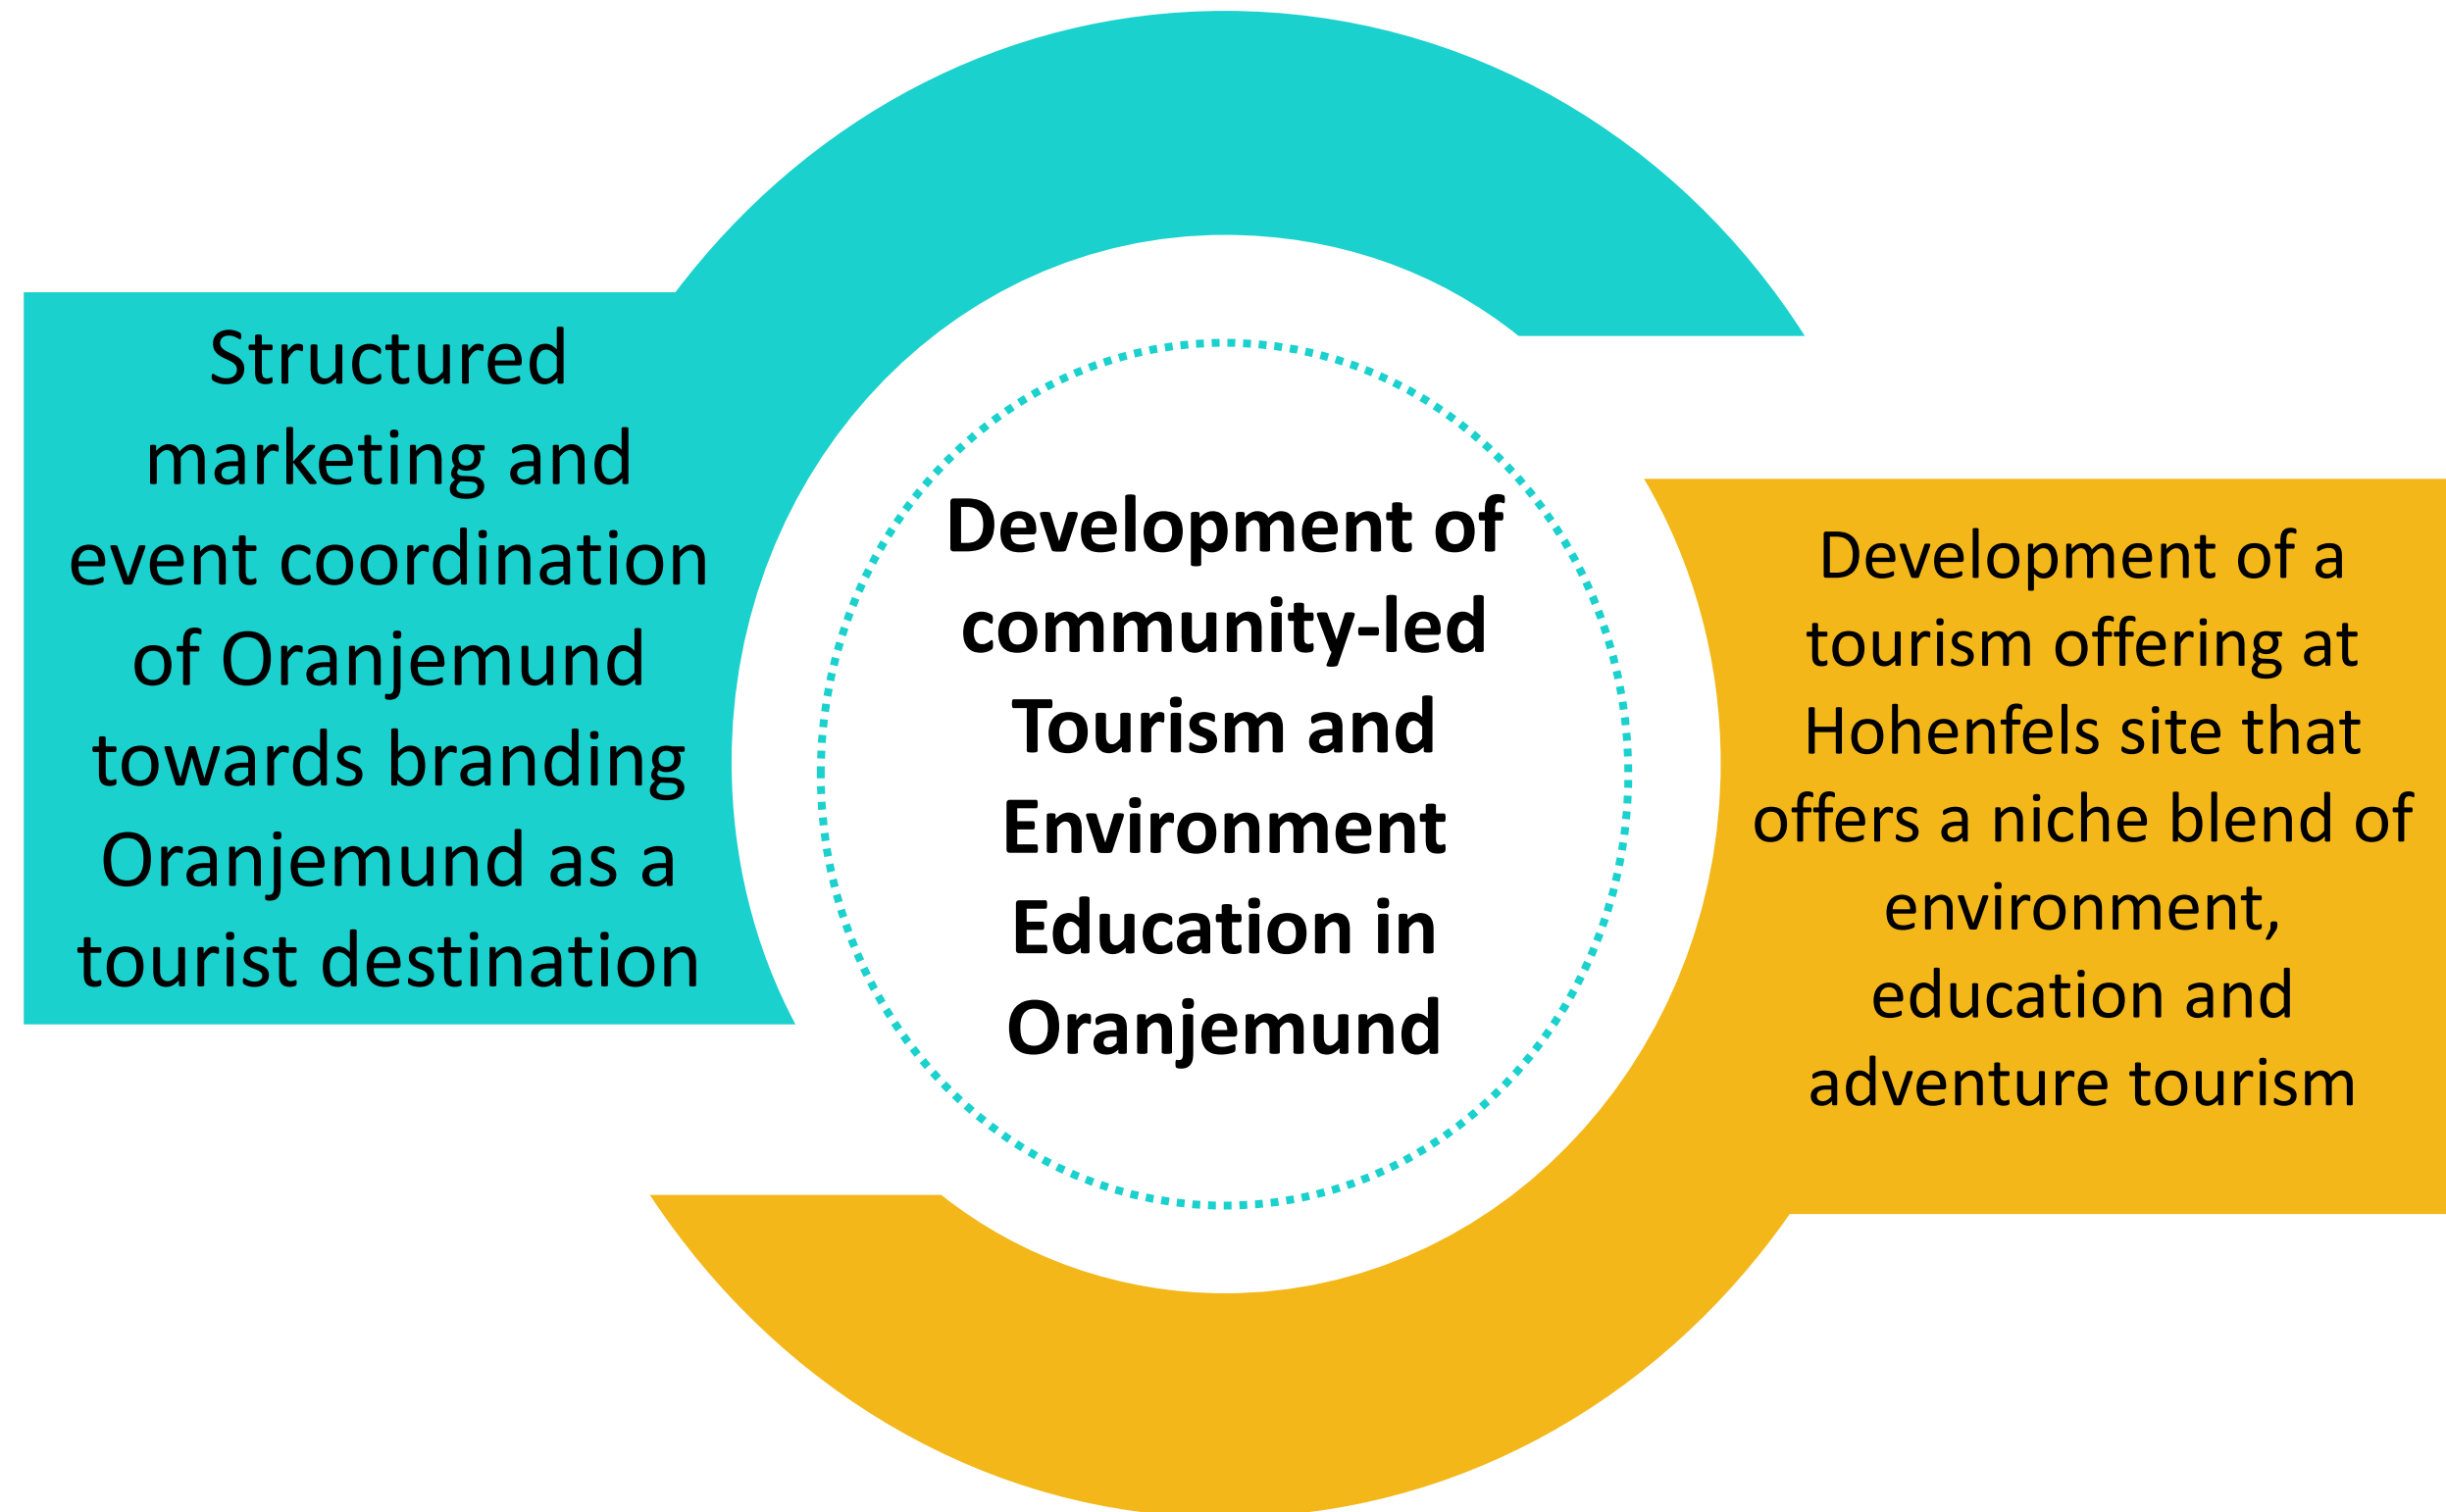 Structured
marketing and
event coordination
of Oranjemund
towards branding
Oranjemund as a
tourist destination
Development of
community-led
Tourism and
Environment
Education in
Oranjemund
Development of a
tourism offering at
Hohenfels site that
offers a niche blend of
environment,
education and
adventure tourism